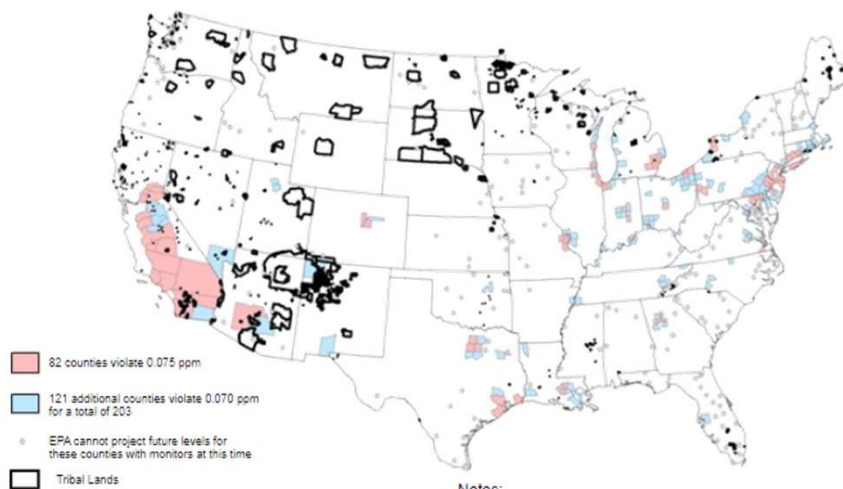 82 counties violate 0.075 ppm
121 additional counties violate 0.070 ppm
for a total of 203
EPA cannot project future levels for
these counties with monitors at this time
Tribal Lands
Notes: